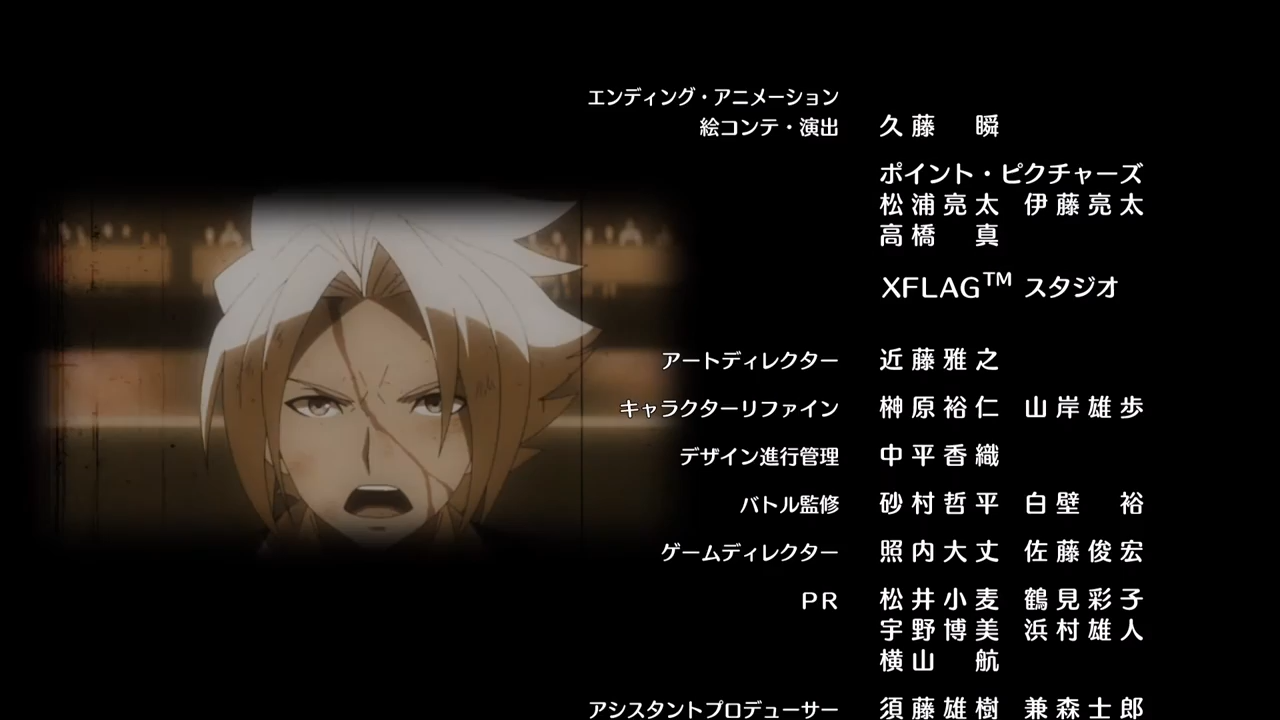 エンディング・アニメーション
絵コンテ・演出 久藤 瞬
ポイント・ピクチャーズ
松浦亮太 伊藤亮太
高橋 真
XFLAG™ スタジオ
アートディレクター 近藤雅之
キャラクターリファイン 榊原裕仁 山岸雄歩
デザイン進行管理 中平香織
バトル監修 砂村哲平 白壁 裕
ゲームディレクター 照内大丈 佐藤俊宏
PR 松井小麦 鶴見彩子
宇野博美 浜村雄人
横山 航
アシスタントプロデューサー 須藤雄樹 兼森士郎